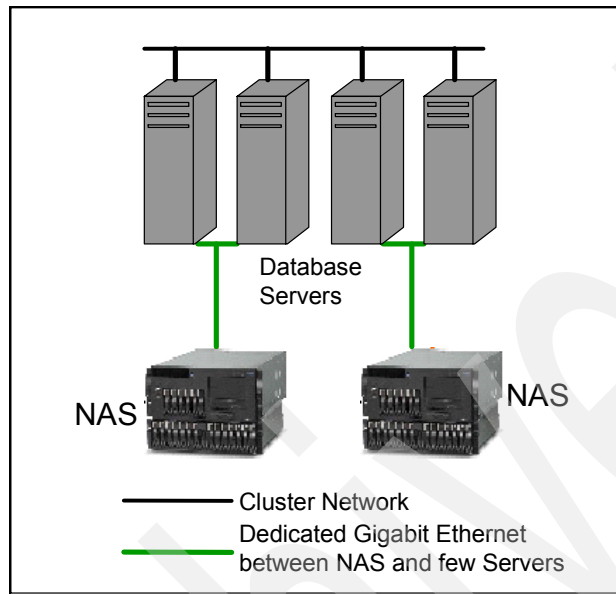 Database
Servers
NAS
NAS
Cluster Network
Dedicated Gigabit Ethernet
between NAS and few Servers